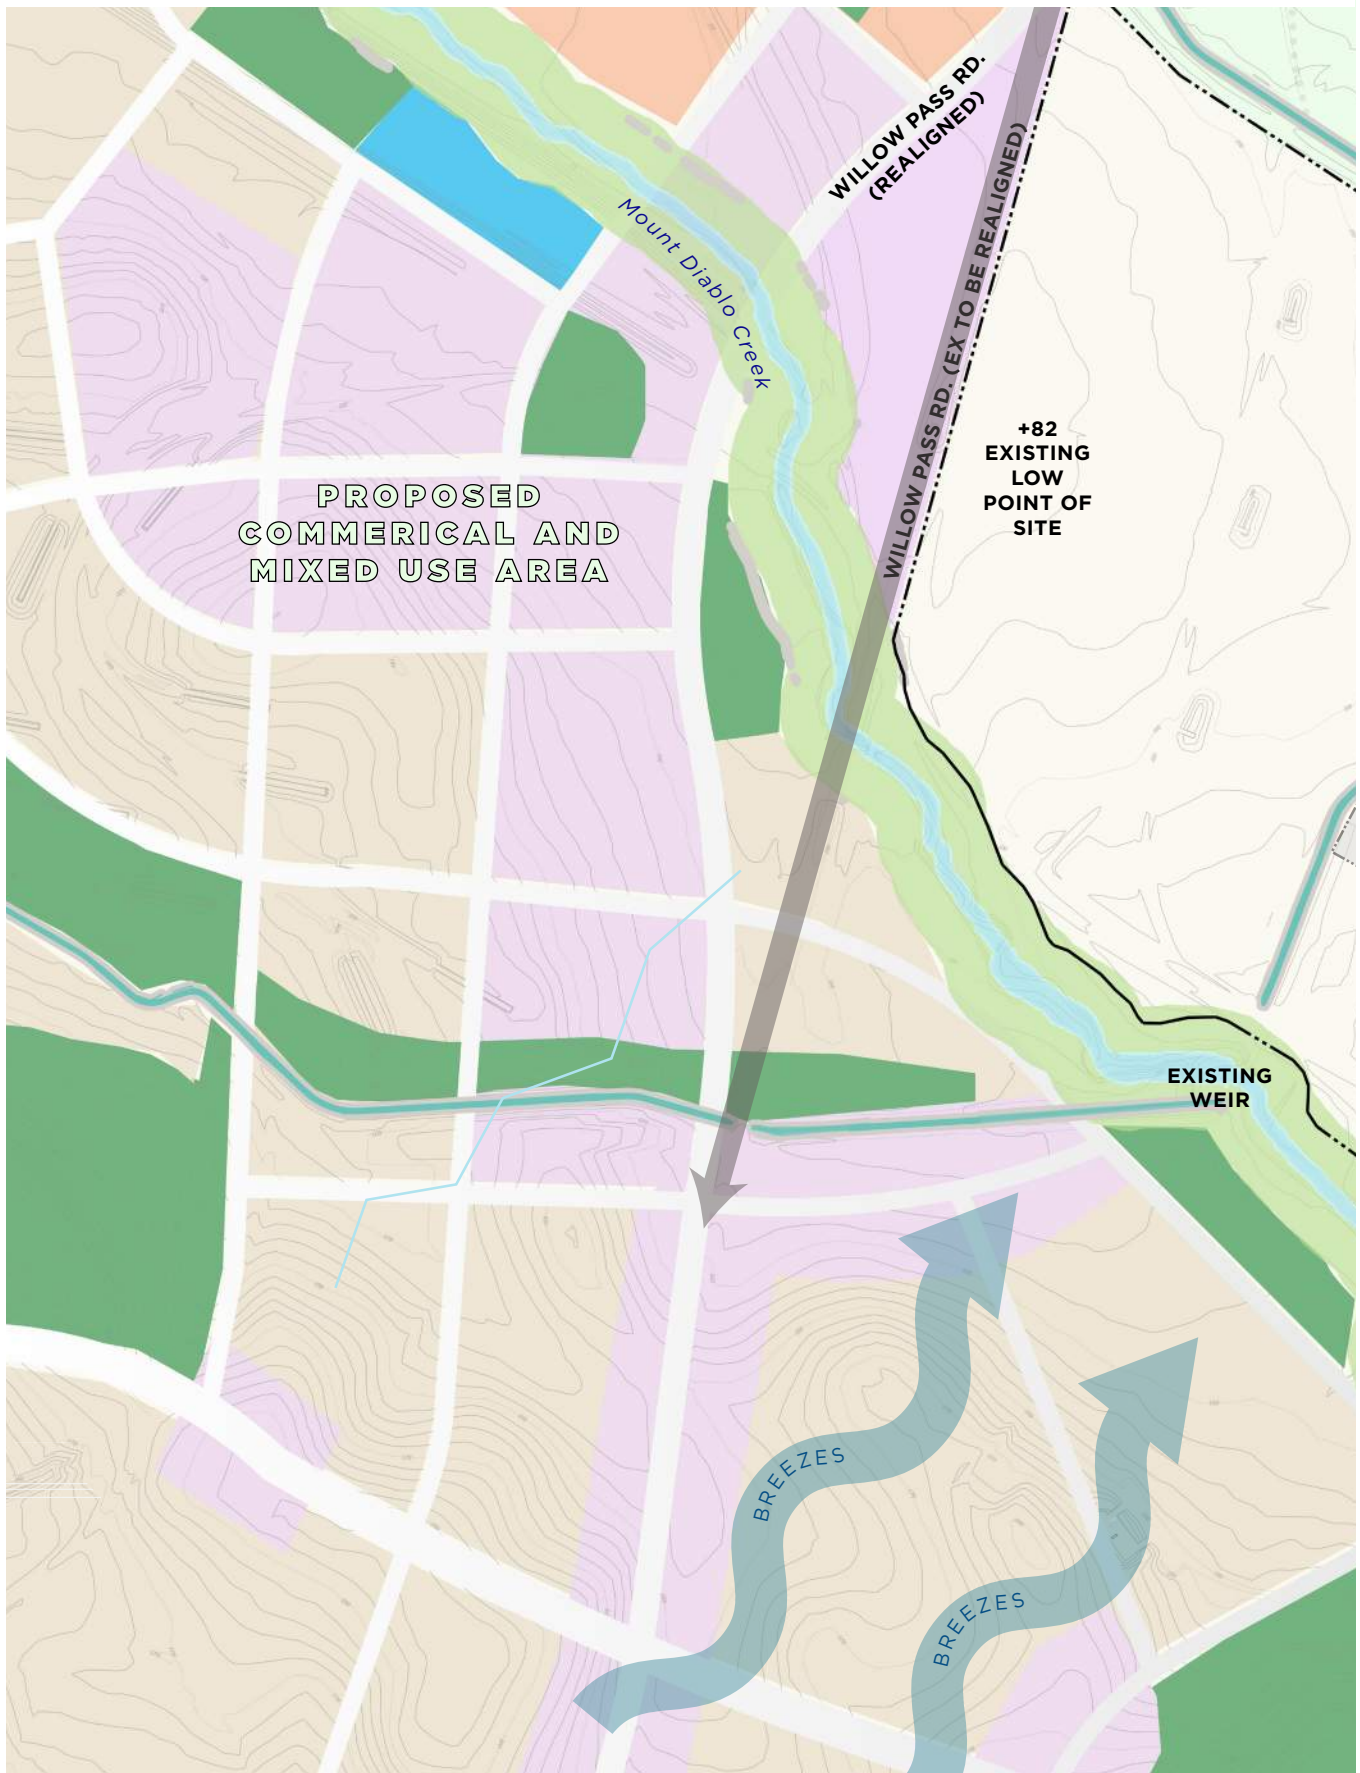 WILLOW PASS RD.
(REALIGNED)
WILLOW PASS RD. (EX TO BE REALIGNED)
Mount Diablo Creek
+82
EXISTING
LOW
POINT OF
SITE
PROPOSED
COMMERICAL AND
MIXED USE AREA
EXISTING
WEIR
BREEZES
BREEZES